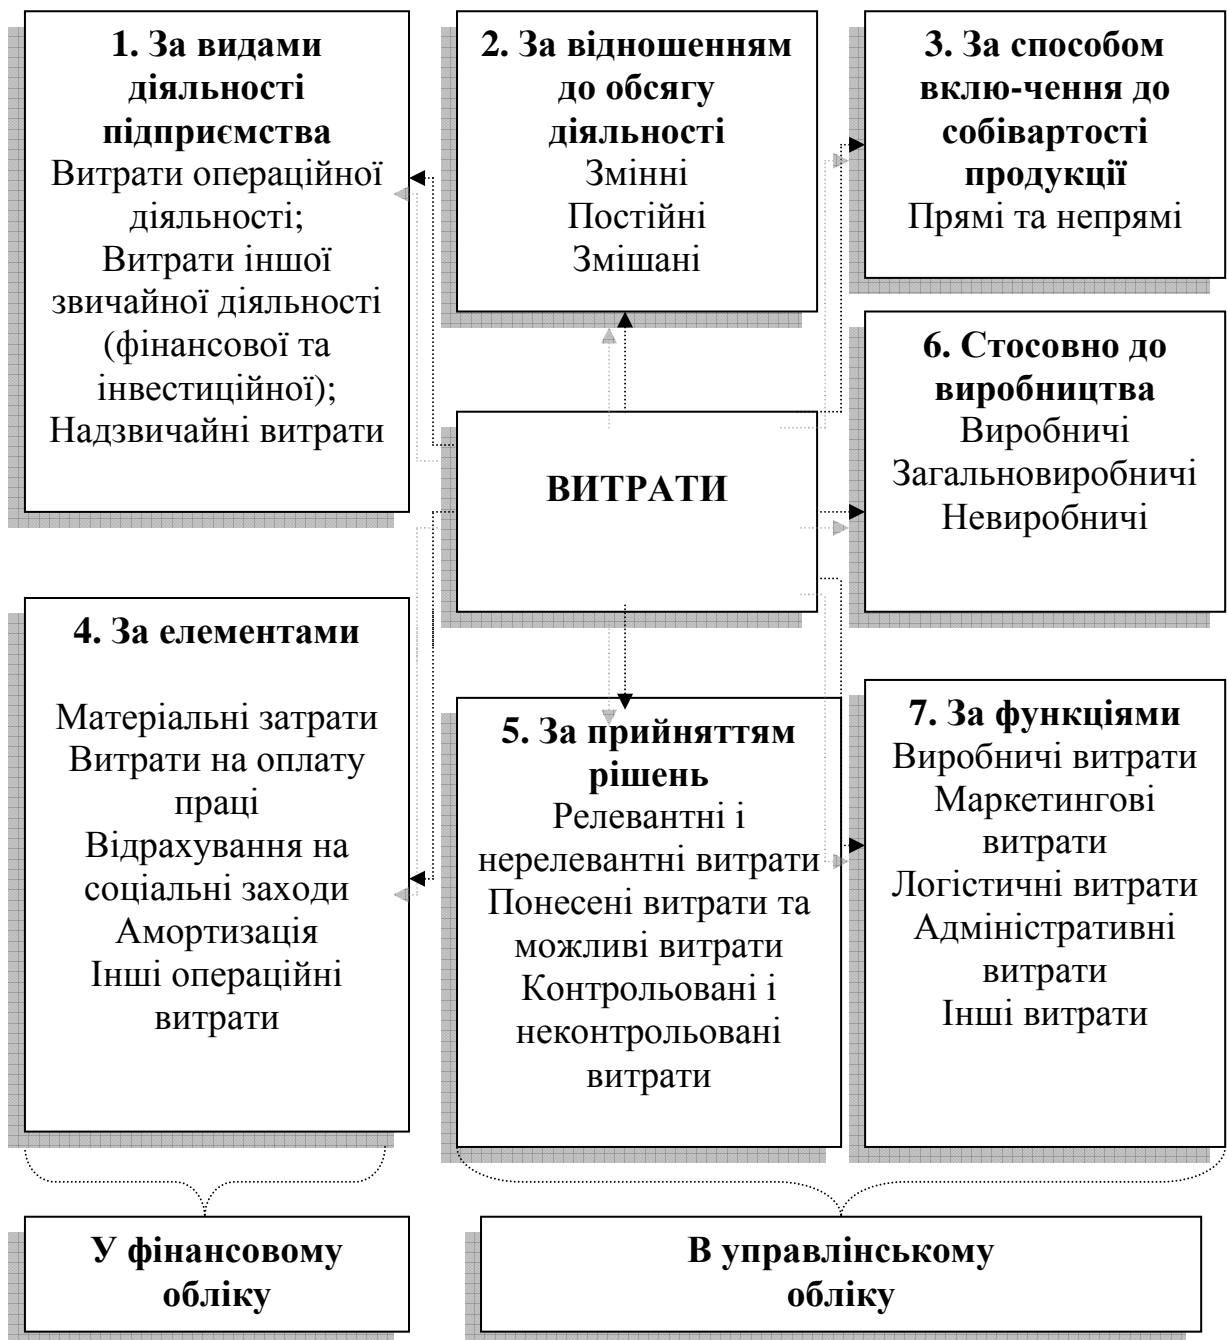 1. За видами
діяльності
підприємства
Витрати операційної
діяльності;
Витрати іншої
звичайної діяльності
(фінансової та
інвестиційної);
Надзвичайні витрати
2. За відношенням
до обсягу
діяльності
Змінні
Постійні
Змішані
3. За способом
вклю-чення до
собівартості
продукції
Прямі та непрямі
ВИТРАТИ
6. Стосовно до
виробництва
Виробничі
Загальновиробничі
Невиробничі
4. За елементами
Матеріальні затрати
Витрати на оплату
праці
Відрахування на
соціальні заходи
Амортизація
Інші операційні
витрати
5. За прийняттям
рішень
Релевантні і
нерелевантні витрати
Понесені витрати та
можливі витрати
Контрольовані і
неконтрольовані
витрати
7. За функціями
Виробничі витрати
Маркетингові
витрати
Логістичні витрати
Адміністративні
витрати
Інші витрати
У фінансовому
обліку
В управлінському
обліку